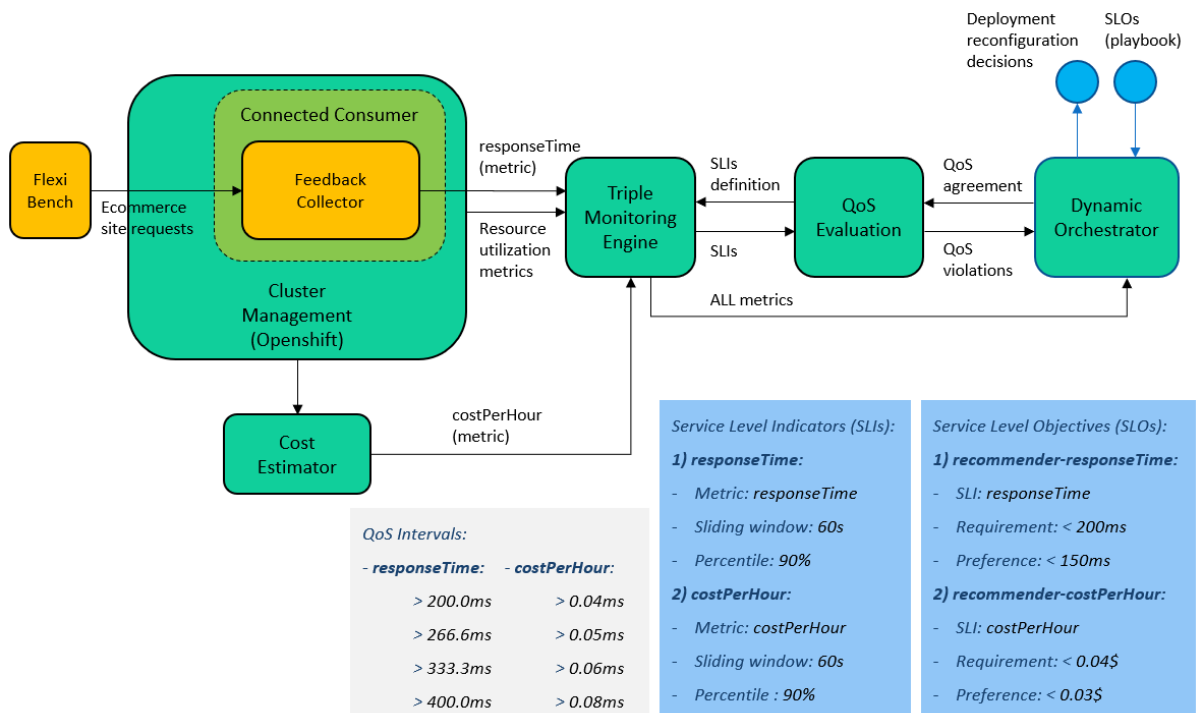 Deployment
reconfiguration
decisions
SLOs
(playbook)
Connected Consumer
Flexi
Bench
Ecommerce
site requests
Feedback
Collector
responseTime
(metric)
Resource
utilization
metrics
Cluster
Management
(Openshift)
Triple
Monitoring
Engine
SLIs
definition
SLIs
QoS
Evaluation
QoS
agreement
QoS
violations
Dynamic
Orchestrator
ALL metrics
Cost
Estimator
costPerHour
(metric)
QoS Intervals:
- responseTime: - costPerHour:
> 200.0ms > 0.04ms
> 266.6ms > 0.05ms
> 333.3ms > 0.06ms
> 400.0ms > 0.08ms
Service Level Indicators (SLIs):
1) responseTime:
- Metric: responseTime
- Sliding window: 60s
- Percentile: 90%
2) costPerHour:
- Metric: costPerHour
- Sliding window: 60s
- Percentile : 90%
Service Level Objectives (SLOs):
1) recommender-responseTime:
- SLI: responseTime
- Requirement: < 200ms
- Preference: < 150ms
2) recommender-costPerHour:
- SLI: costPerHour
- Requirement: < 0.04$
- Preference: < 0.03$